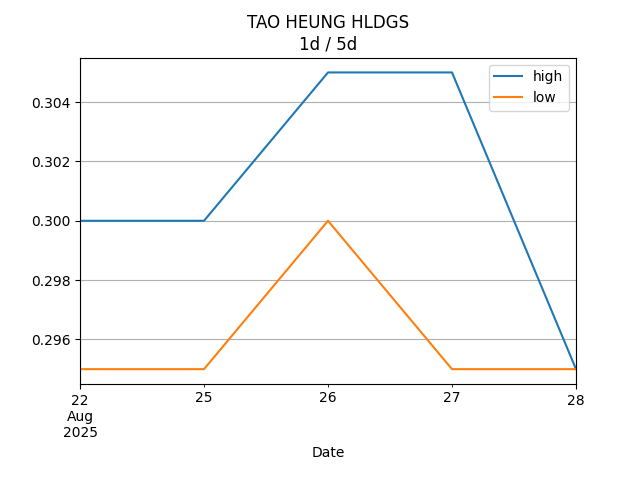 TAO HEUNG HLDGS
1d / 5d
high
low
0.304
0.302
0.300
0.298
0.296
22 25 26 27 28
Aug
2025
Date